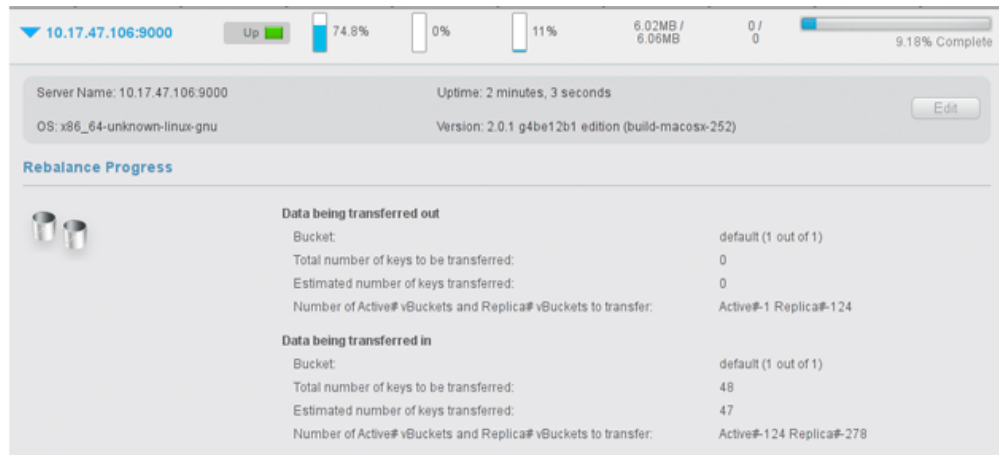 10.17.47.106:9000 Up 74.8% 0% 11% 6.02MB / 6.06MB 0 / 0 9.18% Complete
Server Name: 10.17.47.106:9000 Uptime: 2 minutes, 3 seconds Edit
OS: x86_64-unknown-linux-gnu Version: 2.0.1 g4be12b1 edition (build-macosx-252)
Rebalance Progress
Data being transferred out
Bucket: default (1 out of 1)
Total number of keys to be transferred: 0
Estimated number of keys transferred: 0
Number of Active# vBuckets and Replica# vBuckets to transfer: Active#-1 Replica#-124
Data being transferred in
Bucket: default (1 out of 1)
Total number of keys to be transferred: 48
Estimated number of keys transferred: 47
Number of Active# vBuckets and Replica# vBuckets to transfer: Active#-124 Replica#-278